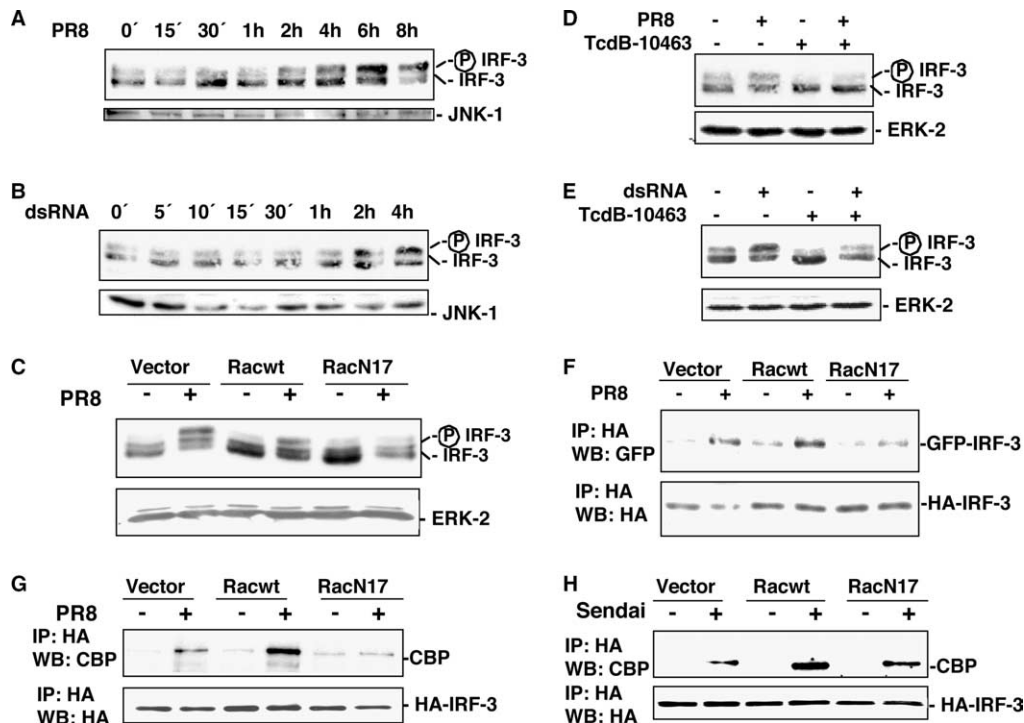 A
PR8 0´ 15´ 30´ 1h 2h 4h 6h 8h
P IRF-3
IRF-3
JNK-1
B
dsRNA 0´ 5´ 10´ 15´ 30´ 1h 2h 4h
P IRF-3
IRF-3
JNK-1
C
Vector Racwt RacN17
PR8 - + - + - +
P IRF-3
IRF-3
ERK-2
D
PR8 - + - +
TcdB-10463 - - + +
P IRF-3
IRF-3
ERK-2
E
dsRNA - + - +
TcdB-10463 - - + +
P IRF-3
IRF-3
ERK-2
F
Vector Racwt RacN17
PR8 - + - + - +
IP: HA
WB: GFP
GFP-IRF-3
IP: HA
WB: HA
HA-IRF-3
G
Vector Racwt RacN17
PR8 - + - + - +
IP: HA
WB: CBP
CBP
IP: HA
WB: HA
HA-IRF-3
H
Vector Racwt RacN17
Sendai - + - + - +
IP: HA
WB: CBP
CBP
IP: HA
WB: HA
HA-IRF-3